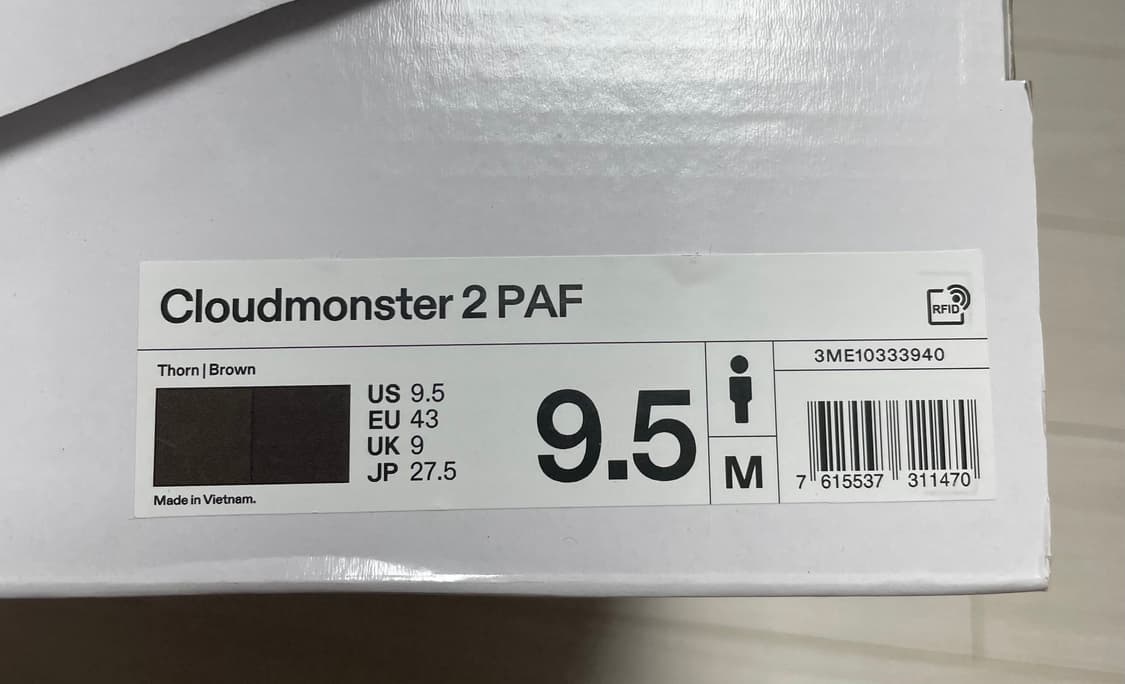 Cloudmonster 2 PAF
RFID
Thorn | Brown
US 9.5
EU 43
UK 9
JP 27.5
Made in Vietnam.
9.5
M
3ME10333940
7 615537 311470